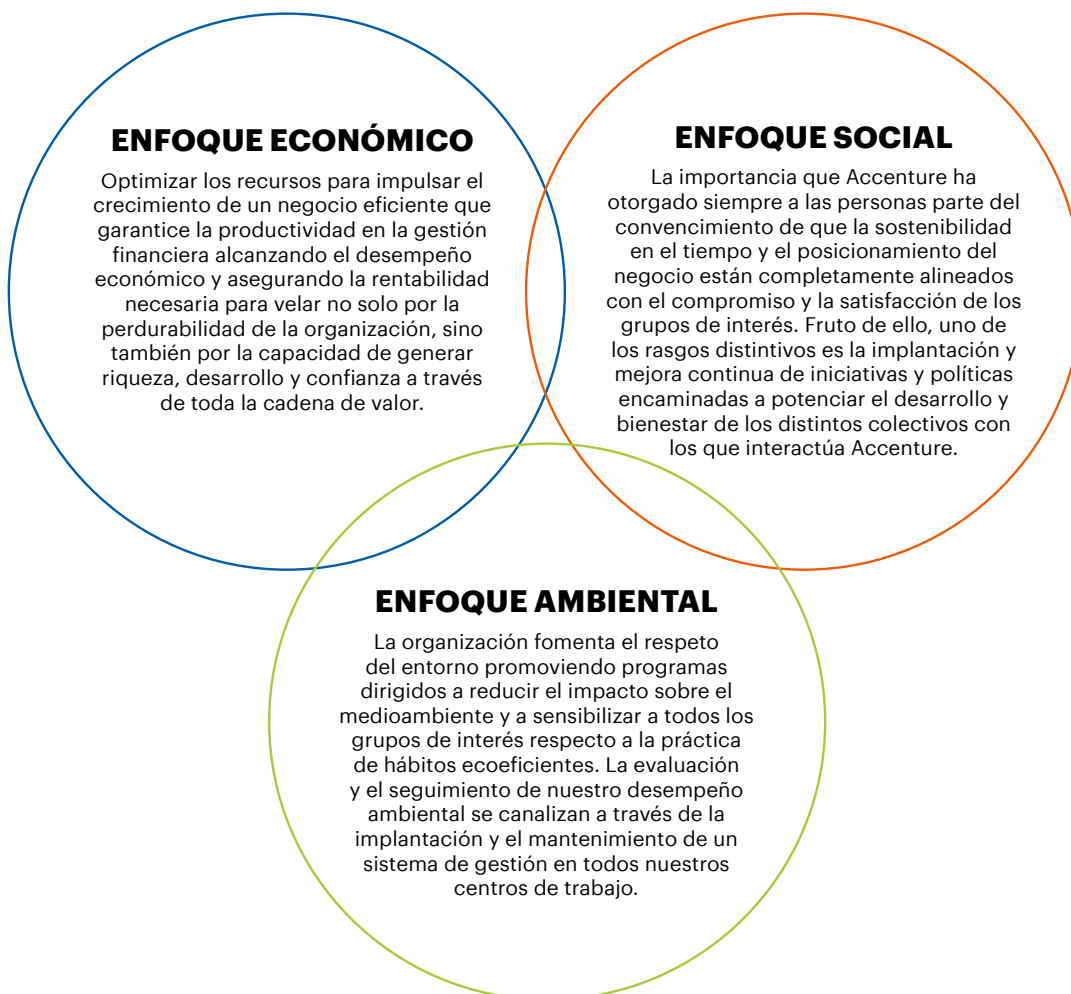 ENFOQUE ECONÓMICO
Optimizar los recursos para impulsar el
crecimiento de un negocio eficiente que
garantice la productividad en la gestión
financiera alcanzando el desempeño
económico y asegurando la rentabilidad
necesaria para velar no solo por la
perdurabilidad de la organización, sino
también por la capacidad de generar
riqueza, desarrollo y confianza a través
de toda la cadena de valor.
ENFOQUE SOCIAL
La importancia que Accenture ha
otorgado siempre a las personas parte del
convencimiento de que la sostenibilidad
en el tiempo y el posicionamiento del
negocio están completamente alineados
con el compromiso y la satisfacción de los
grupos de interés. Fruto de ello, uno de
los rasgos distintivos es la implantación y
mejora continua de iniciativas y políticas
encaminadas a potenciar el desarrollo y
bienestar de los distintos colectivos con
los que interactúa Accenture.
ENFOQUE AMBIENTAL
La organización fomenta el respeto
del entorno promoviendo programas
dirigidos a reducir el impacto sobre el
medioambiente y a sensibilizar a todos los
grupos de interés respecto a la práctica
de hábitos ecoeficientes. La evaluación
y el seguimiento de nuestro desempeño
ambiental se canalizan a través de la
implantación y el mantenimiento de un
sistema de gestión en todos nuestros
centros de trabajo.